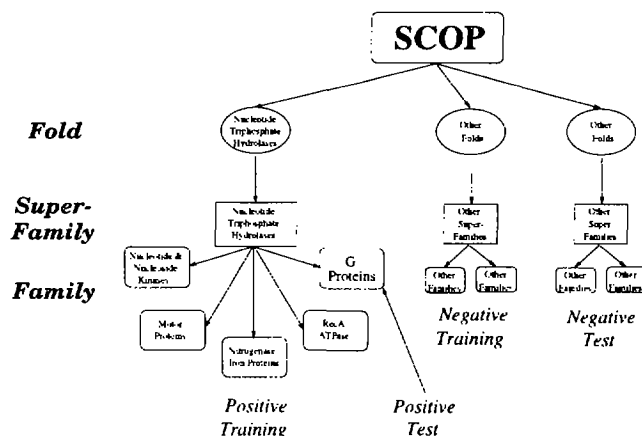 SCOP
Fold
Nucleotide
Triphosphate
Hydrolases
Other
Folds
Other
Folds
Super-
Family
Nucleotide
Triphosphate
Hydrolases
Other
Super-
Families
Other
Super
Families
Family
Nucleotide &
Nucleoside
Kinases
G
Proteins
Other
Families
Other
Families
Other
Families
Other
Families
Motor
Proteins
Nitrogenase
Iron Proteins
RecA
ATPase
Negative
Training
Negative
Test
Positive
Training
Positive
Test